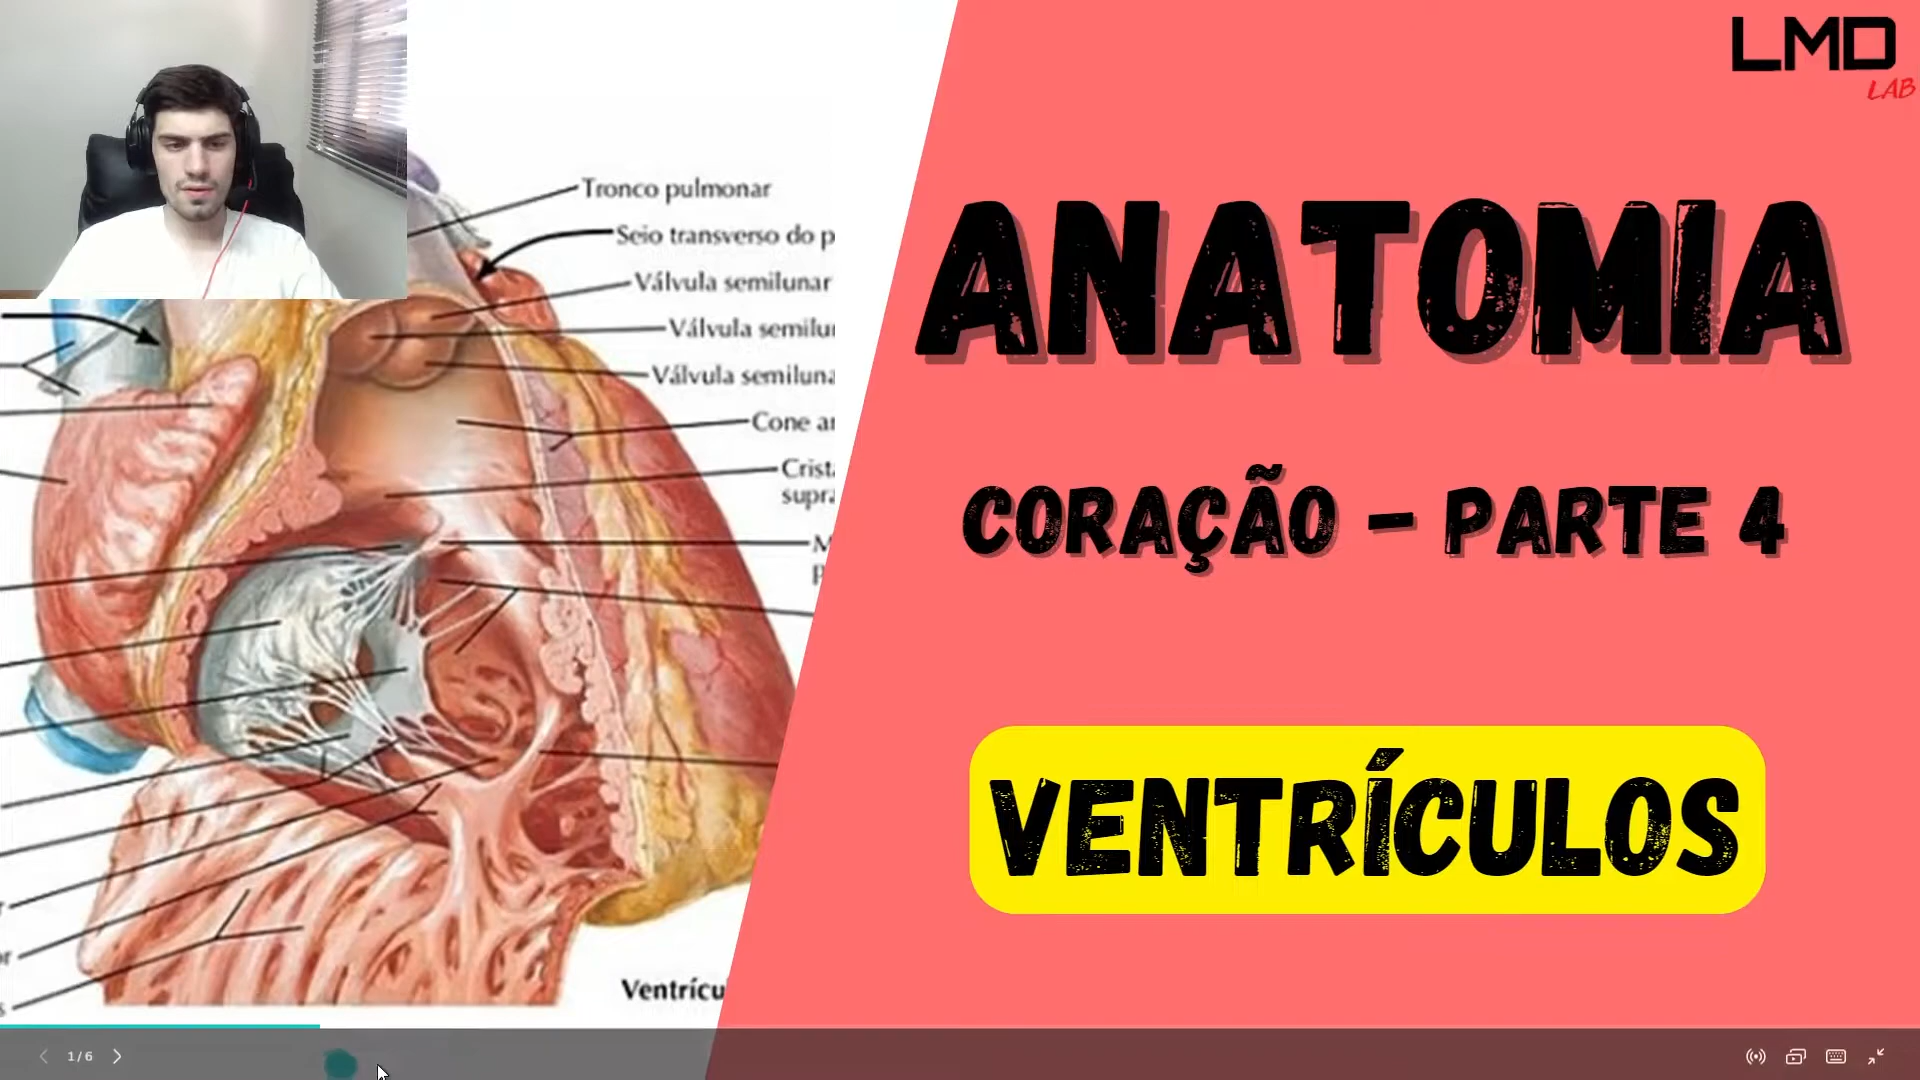 LMD
LAB
Tronco pulmonar
Seio transverso do p
Válvula semilunar
Válvula semilu
Válvula semiluna
Cone a
Crist
supra
M
ANATOMIA
CORAÇÃO - PARTE 4
VENTRÍCULOS
Ventrícu
1/6